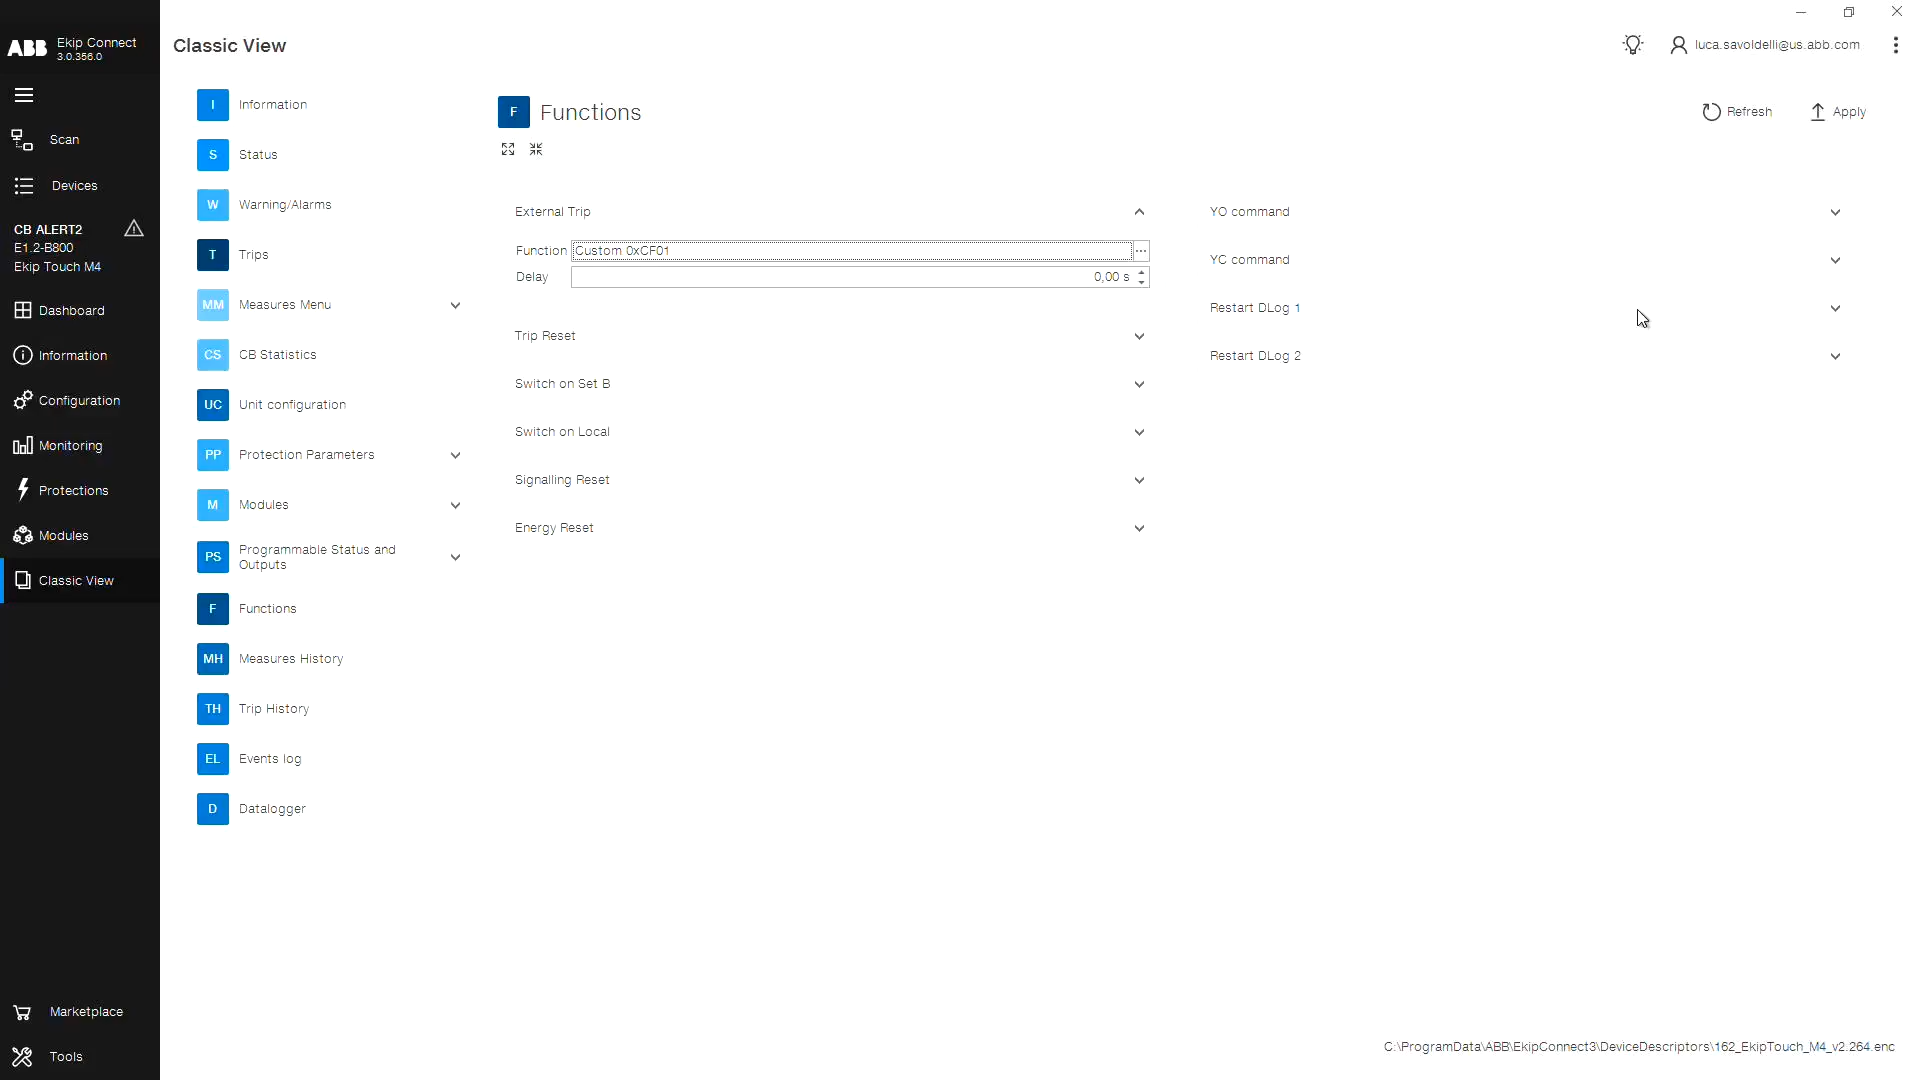 ABB
Ekip Connect
3.0.356.0
Scan
Devices
CB ALERT2
E1.2-B800
Ekip Touch M4
Dashboard
Information
Configuration
Monitoring
Protections
Modules
Classic View
Marketplace
Tools
Classic View
luca.savoldelli@us.abb.com
I Information
S Status
W Warning/Alarms
T Trips
MM Measures Menu
CS CB Statistics
UC Unit configuration
PP Protection Parameters
M Modules
PS Programmable Status and
Outputs
F Functions
MH Measures History
TH Trip History
EL Events log
D Datalogger
F Functions
Refresh
Apply
External Trip
Function Custom 0xCF01 ...
Delay 0,00 s
Trip Reset
Switch on Set B
Switch on Local
Signalling Reset
Energy Reset
YO command
YC command
Restart DLog 1
Restart DLog 2
C:\ProgramData\ABB\EkipConnect3\DeviceDescriptors\162_EkipTouch_M4_v2.264.enc